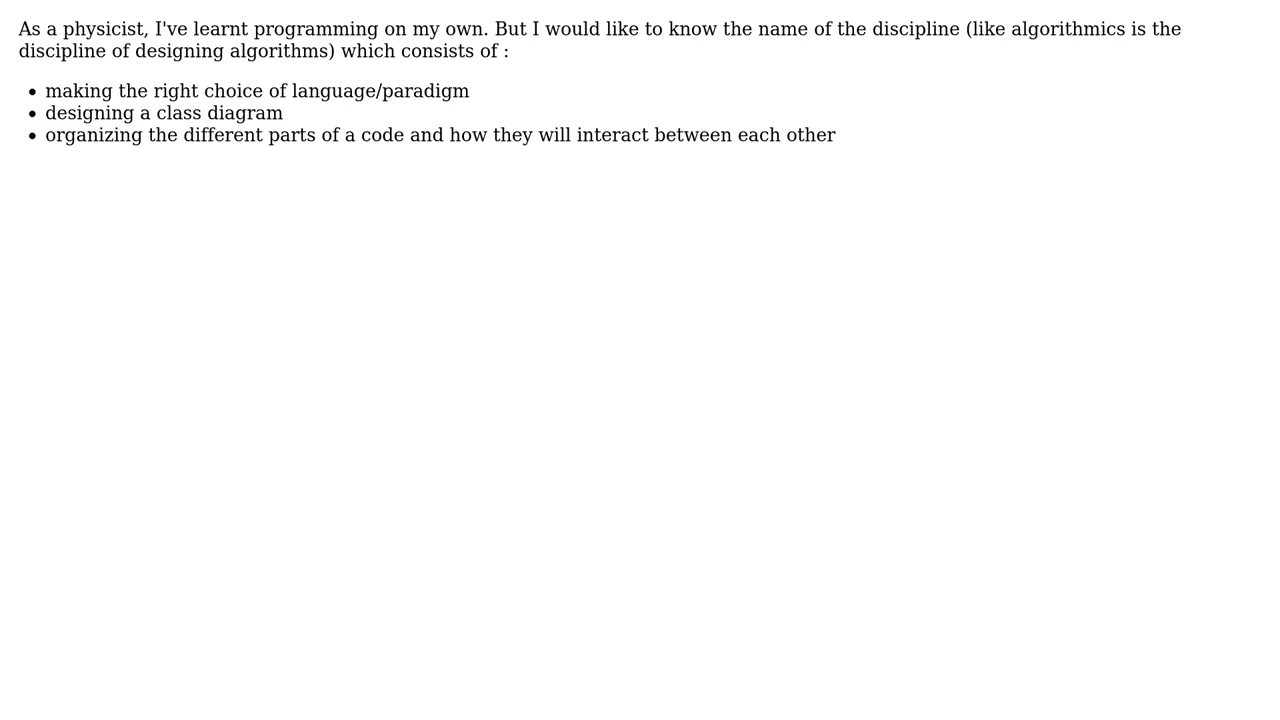 As a physicist, I've learnt programming on my own. But I would like to know the name of the discipline (like algorithmics is the
discipline of designing algorithms) which consists of :
• making the right choice of language/paradigm
• designing a class diagram
• organizing the different parts of a code and how they will interact between each other